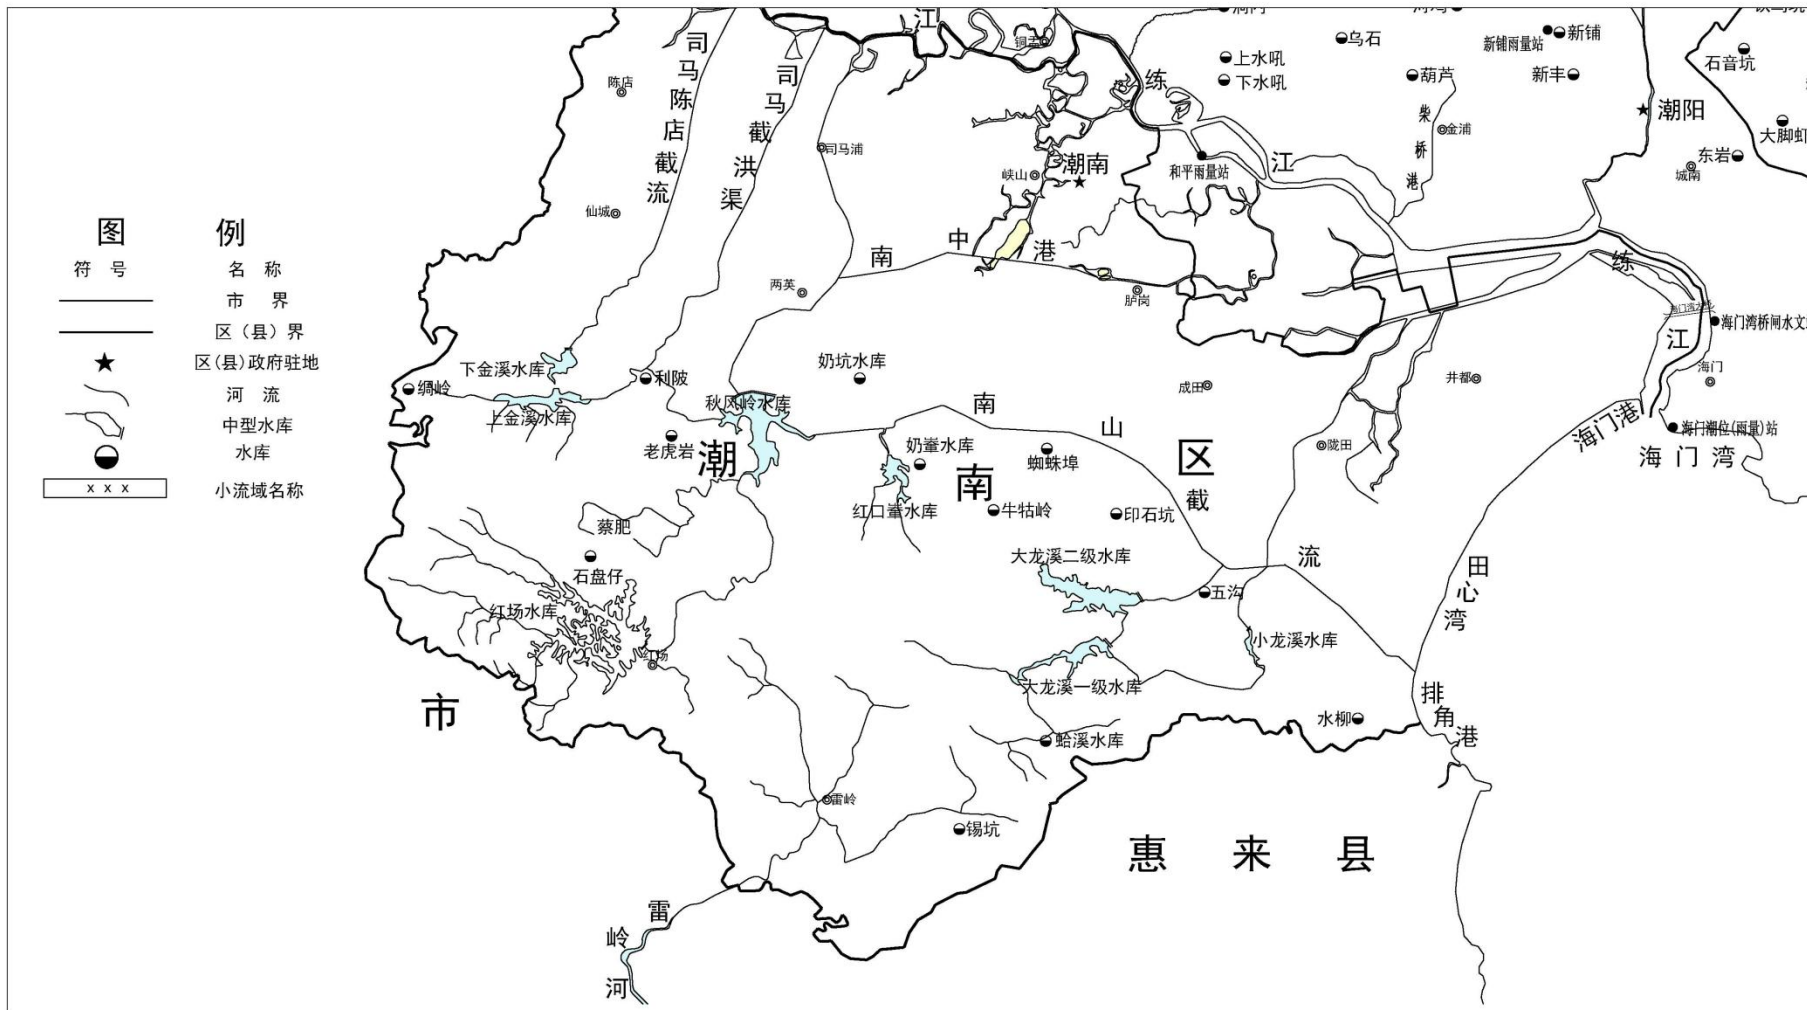 江
司马陈店截流
司马截洪渠
陈店
铜盂
练
上水吼
下水吼
乌石
葫芦
新铺雨量站
新铺
新丰
石音坑
潮阳
大脚虹
东岩
城南
金浦
柴桥港
司马浦
峡山
潮南
和平雨量站
江
仙城
图例
符号 名称
市界
区（县）界
区(县)政府驻地
河流
中型水库
水库
x x x 小流域名称
南中港
两英
胪岗
练
江
海门
下金溪水库
上金溪水库
利陂
奶坑水库
秋风岭水库
老虎岩
成田
井都
陇田
海门港
海门潮位(雨量)站
海门湾
潮南区
南山截流
奶輋水库
红口輋水库
蜘蛛埠
牛牯岭
印石坑
蔡肥
石盘仔
红场水库
红场
大龙溪二级水库
五沟
小龙溪水库
大龙溪一级水库
田心湾
市
排角港
水柳
蛤溪水库
雷岭
锡坑
惠来县
雷岭河